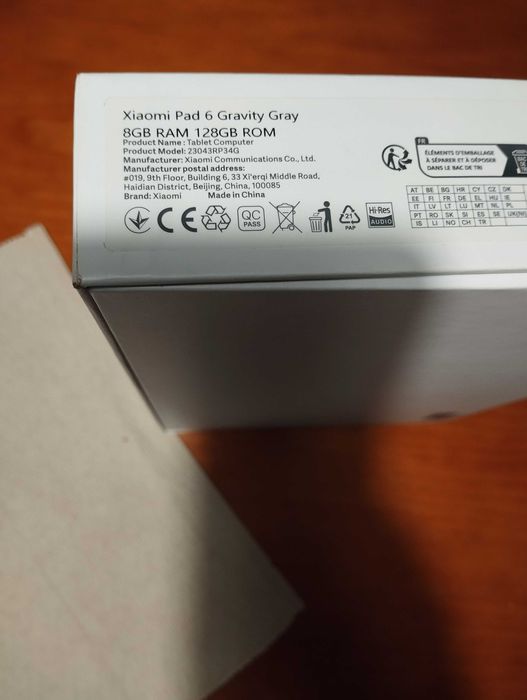 Xiaomi Pad 6 Gravity Gray
8GB RAM 128GB ROM
Product Name: Tablet Computer
Product Model: 23043RP34G
Manufacturer: Xiaomi Communications Co., Ltd.
Manufacturer postal address:
#019, 9th Floor, Building 6, 33 Xi'erqi Middle Road,
Haidian District, Beijing, China, 100085
Brand: Xiaomi Made in China
CE
QC
PASS
21
PAP
Hi-Res
AUDIO
FR
ÉLÉMENTS D'EMBALLAGE
À SÉPARER ET À DÉPOSER
DANS LE BAC DE TRI
AT BE BG HR CY CZ DK
EE FI FR DE EL HU IE
IT LV LT LU MT NL PL
PT RO SK SI ES SE
IS LI NO CH TR